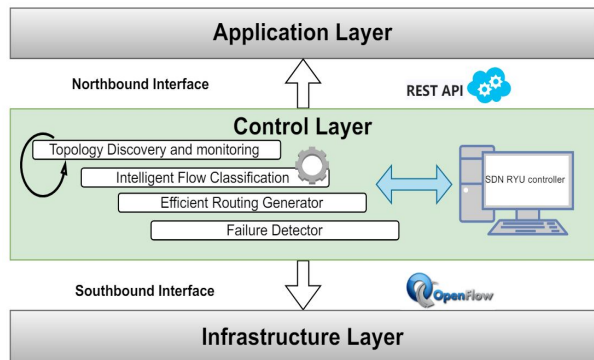 Application Layer
Northbound Interface
REST API
Control Layer
Topology Discovery and monitoring
Intelligent Flow Classification
SDN RYU controller
Efficient Routing Generator
Failure Detector
Southbound Interface
OpenFlow
Infrastructure Layer